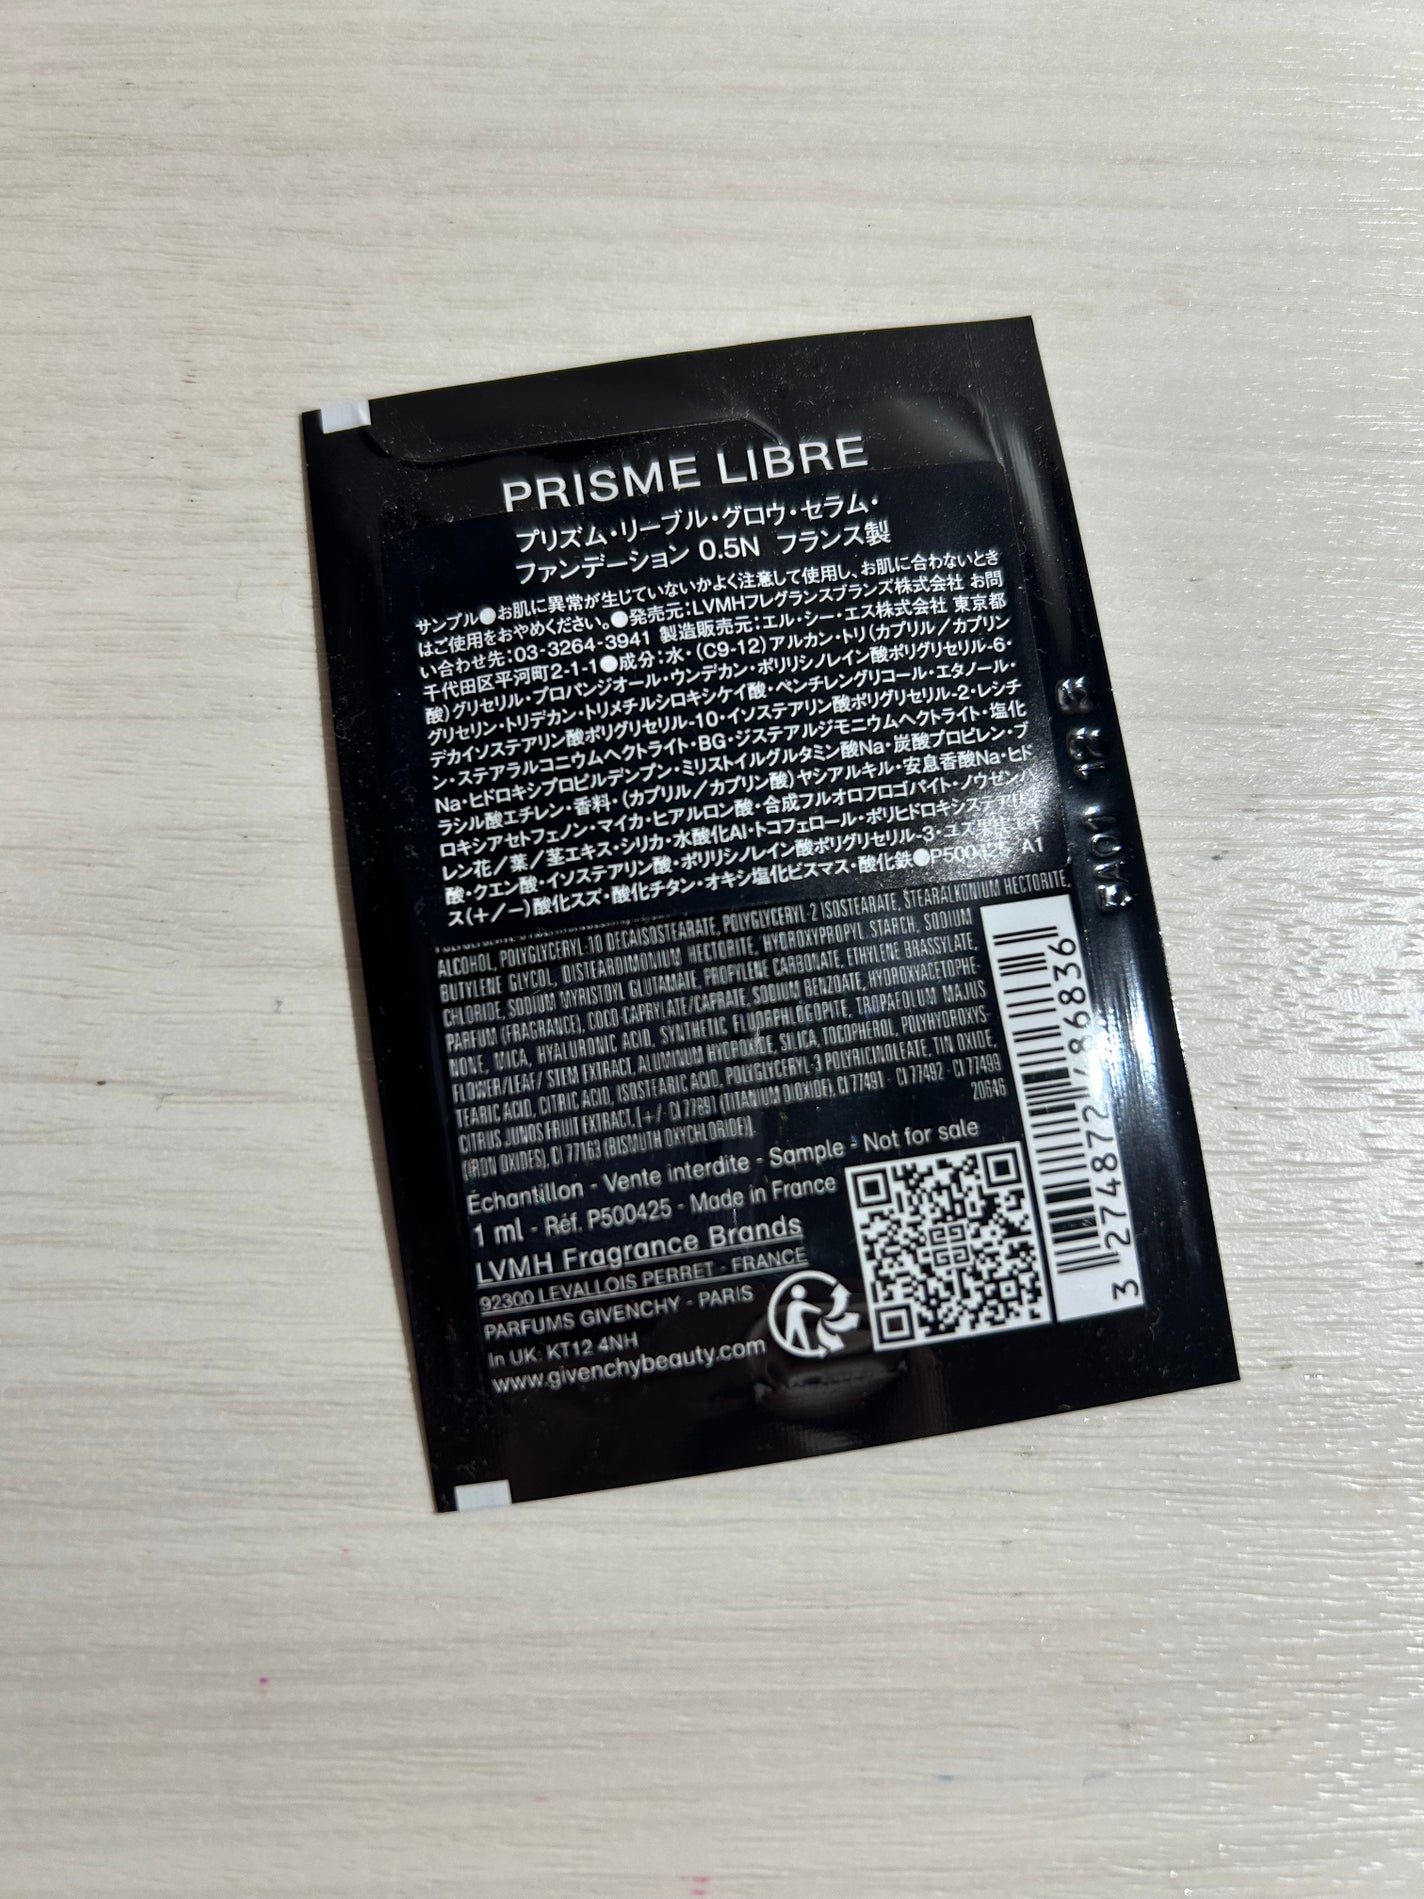 PRISME LIBRE
プリズム・リーブル・グロウ・セラム・
ファンデーション 0.5N フランス製
サンプル●お肌に異常が生じていないかよく注意して使用し、お肌に合わないとき
はご使用をおやめください。●発売元：LVMHフレグランスブランズ株式会社 お問
い合わせ先：03-3264-3941 製造販売元：エル・シー・エス株式会社 東京都
千代田区平河町2-1-1●成分：水・(C9-12)アルカン・トリ(カプリル/カプリン
酸)グリセリル・プロパンジオール・ウンデカン・ポリリシノレイン酸ポリグリセリル-6・
グリセリン・トリデカン・トリメチルシロキシケイ酸・ペンチレングリコール・エタノール・
デカイソステアリン酸ポリグリセリル-10・イソステアリン酸ポリグリセリル-2・レシチ
ン・ステアラルコニウムヘクトライト・BG・ジステアルジモニウムヘクトライト・塩化
Na・ヒドロキシプロピルデンプン・ミリストイルグルタミン酸Na・炭酸プロピレン・ブ
ラシル酸エチレン・香料・(カプリル/カプリン酸)ヤシアルキル・安息香酸Na・ヒド
ロキシアセトフェノン・マイカ・ヒアルロン酸・合成フルオロフロゴパイト・ノウゼンハ
レン花/葉/茎エキス・シリカ・水酸化Al・トコフェロール・ポリヒドロキシステアリン
酸・クエン酸・イソステアリン酸・ポリリシノレイン酸ポリグリセリル-3・ユズ果実エキ
ス(+/-)酸化スズ・酸化チタン・オキシ塩化ビスマス・酸化鉄●P500425 A1
ALCOHOL, POLYGLYCERYL-10 DECAISOSTEARATE, POLYGLYCERYL-2 ISOSTEARATE, STEARALKONIUM HECTORITE,
BUTYLENE GLYCOL, DISTEARDIMONIUM HECTORITE, HYDROXYPROPYL STARCH, SODIUM
CHLORIDE, SODIUM MYRISTOYL GLUTAMATE, PROPYLENE CARBONATE, ETHYLENE BRASSYLATE,
PARFUM (FRAGRANCE), COCO-CAPRYLATE/CAPRATE, SODIUM BENZOATE, HYDROXYACETOPHE-
NONE, MICA, HYALURONIC ACID, SYNTHETIC FLUORPHLOGOPITE, TROPAEOLUM MAJUS
FLOWER/LEAF/ STEM EXTRACT, ALUMINUM HYDROXIDE, SILICA, TOCOPHEROL, POLYHYDROXYS-
TEARIC ACID, CITRIC ACID, ISOSTEARIC ACID, POLYGLYCERYL-3 POLYRICINOLEATE, TIN OXIDE,
CITRUS JUNOS FRUIT EXTRACT, [+/- CI 77891 (TITANIUM DIOXIDE), CI 77491 - CI 77492 - CI 77499
(IRON OXIDES), CI 77163 (BISMUTH OXYCHLORIDE)].
20646
Échantillon - Vente interdite - Sample - Not for sale
1 ml - Réf. P500425 - Made in France
LVMH Fragrance Brands
92300 LEVALLOIS PERRET - FRANCE
PARFUMS GIVENCHY - PARIS
In UK: KT12 4NH
www.givenchybeauty.com
3 274872 486836